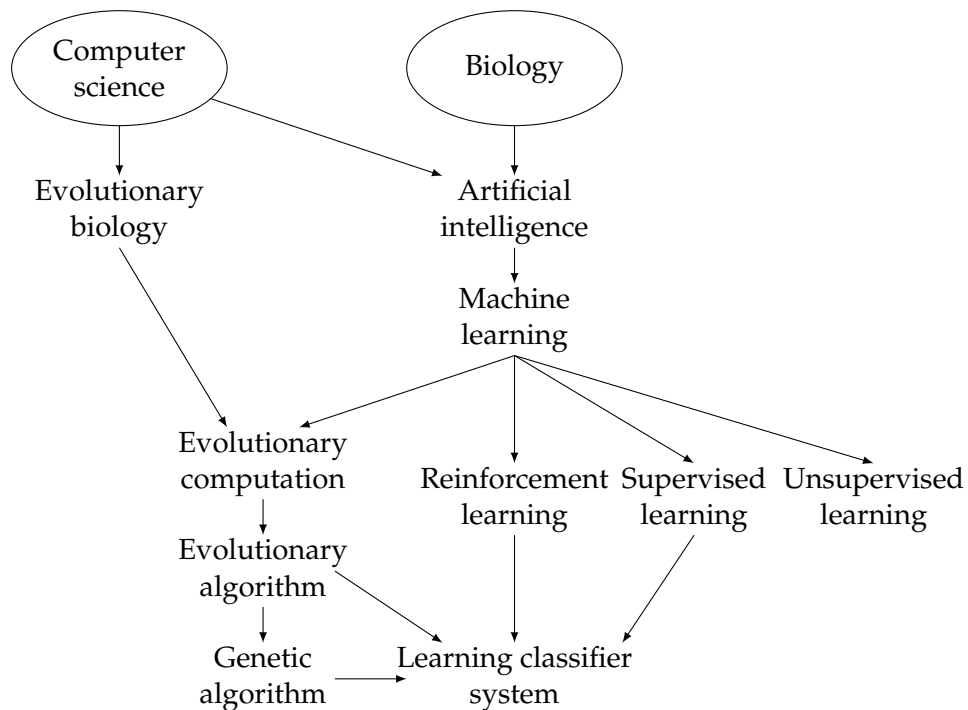 Computer
science
Biology
Evolutionary
biology
Artificial
intelligence
Machine
learning
Evolutionary
computation
Reinforcement
learning
Supervised
learning
Unsupervised
learning
Evolutionary
algorithm
Genetic
algorithm
Learning classifier
system